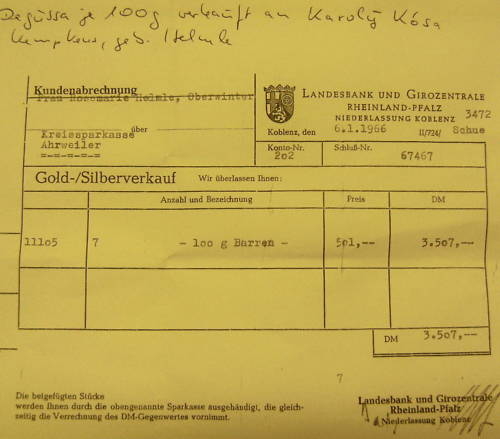 Degussa je 100g verkauft an Karoly Kósa
geb. Helmle
Kundenabrechnung
Frau Rosemarie Helmle, Oberwinter
über
Kreissparkasse
Ahrweiler
=-=-=-=-=
LANDESBANK UND GIROZENTRALE
RHEINLAND-PFALZ
NIEDERLASSUNG KOBLENZ 3472
Koblenz, den 6.1.1966 II/724/ Schue
Konto-Nr. 202 Schluß-Nr. 67467
Gold-/Silberverkauf Wir überlassen Ihnen:
Anzahl und Bezeichnung Preis DM
11105 7 - 100 g Barren - 501,-- 3.507,--
DM 3.507,--
7
Die beigefügten Stücke
werden Ihnen durch die obengenannte Sparkasse ausgehändigt, die gleich-
zeitig die Verrechnung des DM-Gegenwertes vornimmt.
Landesbank und Girozentrale
Rheinland-Pfalz
Niederlassung Koblenz